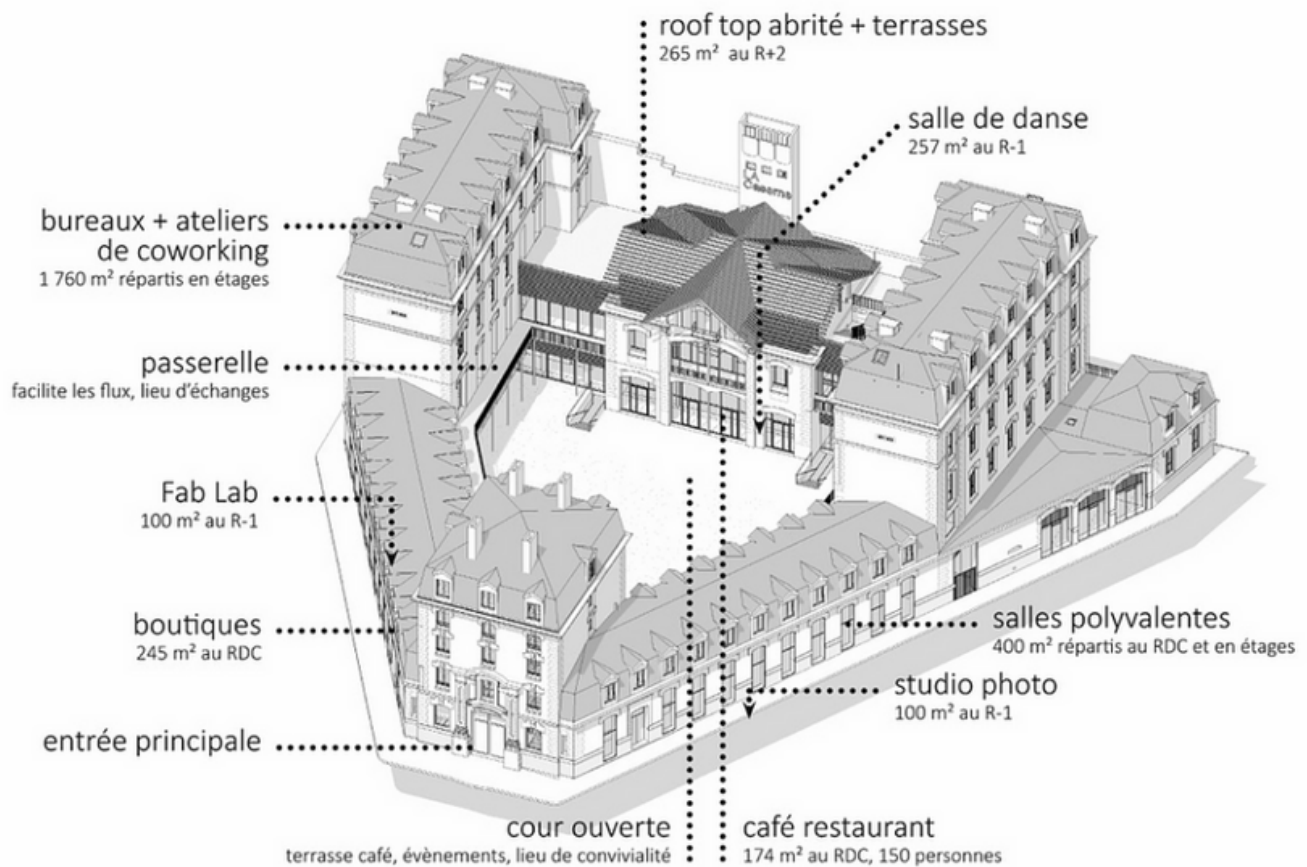 roof top abrité + terrasses
265 m² au R+2
salle de danse
257 m² au R-1
bureaux + ateliers
de coworking
1 760 m² répartis en étages
passerelle
facilite les flux, lieu d'échanges
Fab Lab
100 m² au R-1
boutiques
245 m² au RDC
entrée principale
salles polyvalentes
400 m² répartis au RDC et en étages
studio photo
100 m² au R-1
cour ouverte
terrasse café, évènements, lieu de convivialité
café restaurant
174 m² au RDC, 150 personnes